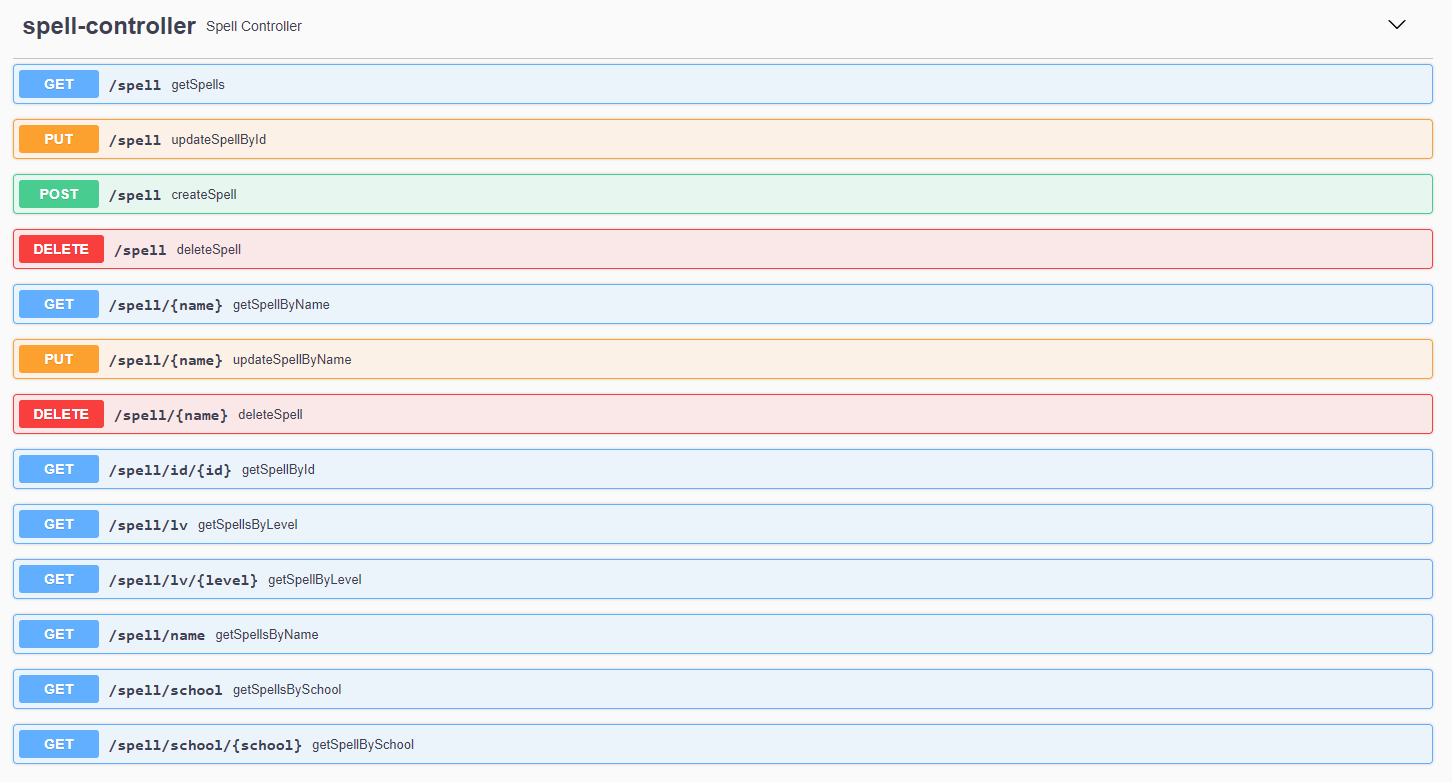 spell-controller Spell Controller
GET /spell getSpells
PUT /spell updateSpellById
POST /spell createSpell
DELETE /spell deleteSpell
GET /spell/{name} getSpellByName
PUT /spell/{name} updateSpellByName
DELETE /spell/{name} deleteSpell
GET /spell/id/{id} getSpellById
GET /spell/lv getSpellsByLevel
GET /spell/lv/{level} getSpellByLevel
GET /spell/name getSpellsByName
GET /spell/school getSpellsBySchool
GET /spell/school/{school} getSpellBySchool